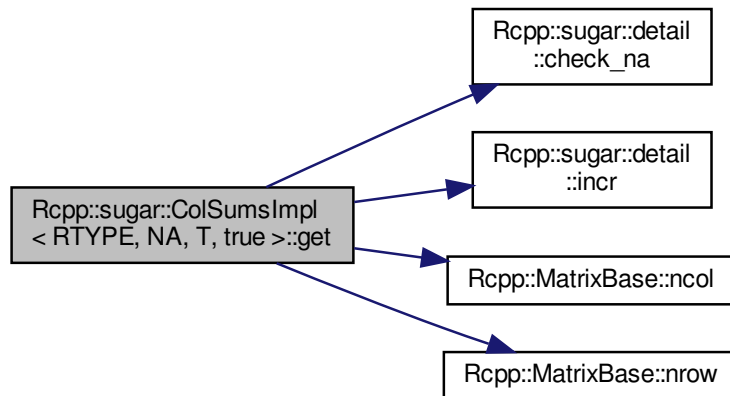 Rcpp::sugar::detail
::check_na
Rcpp::sugar::detail
::incr
Rcpp::sugar::ColSumsImpl
< RTYPE, NA, T, true >::get
Rcpp::MatrixBase::ncol
Rcpp::MatrixBase::nrow